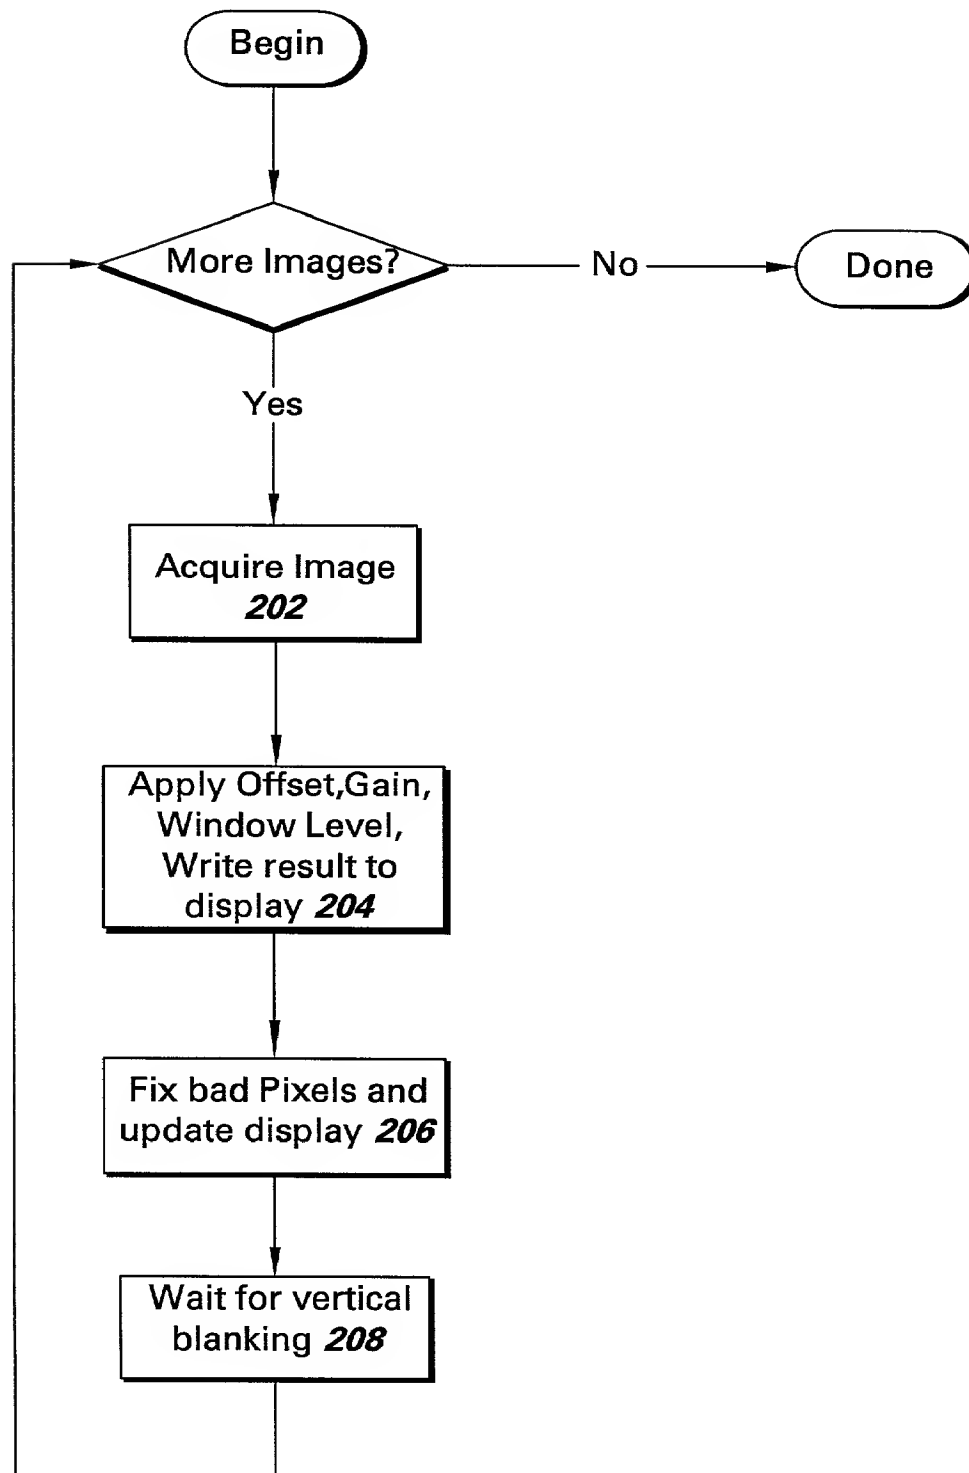 Begin
More Images?
No
Done
Yes
Acquire Image
202
Apply Offset,Gain,
Window Level,
Write result to
display 204
Fix bad Pixels and
update display 206
Wait for vertical
blanking 208